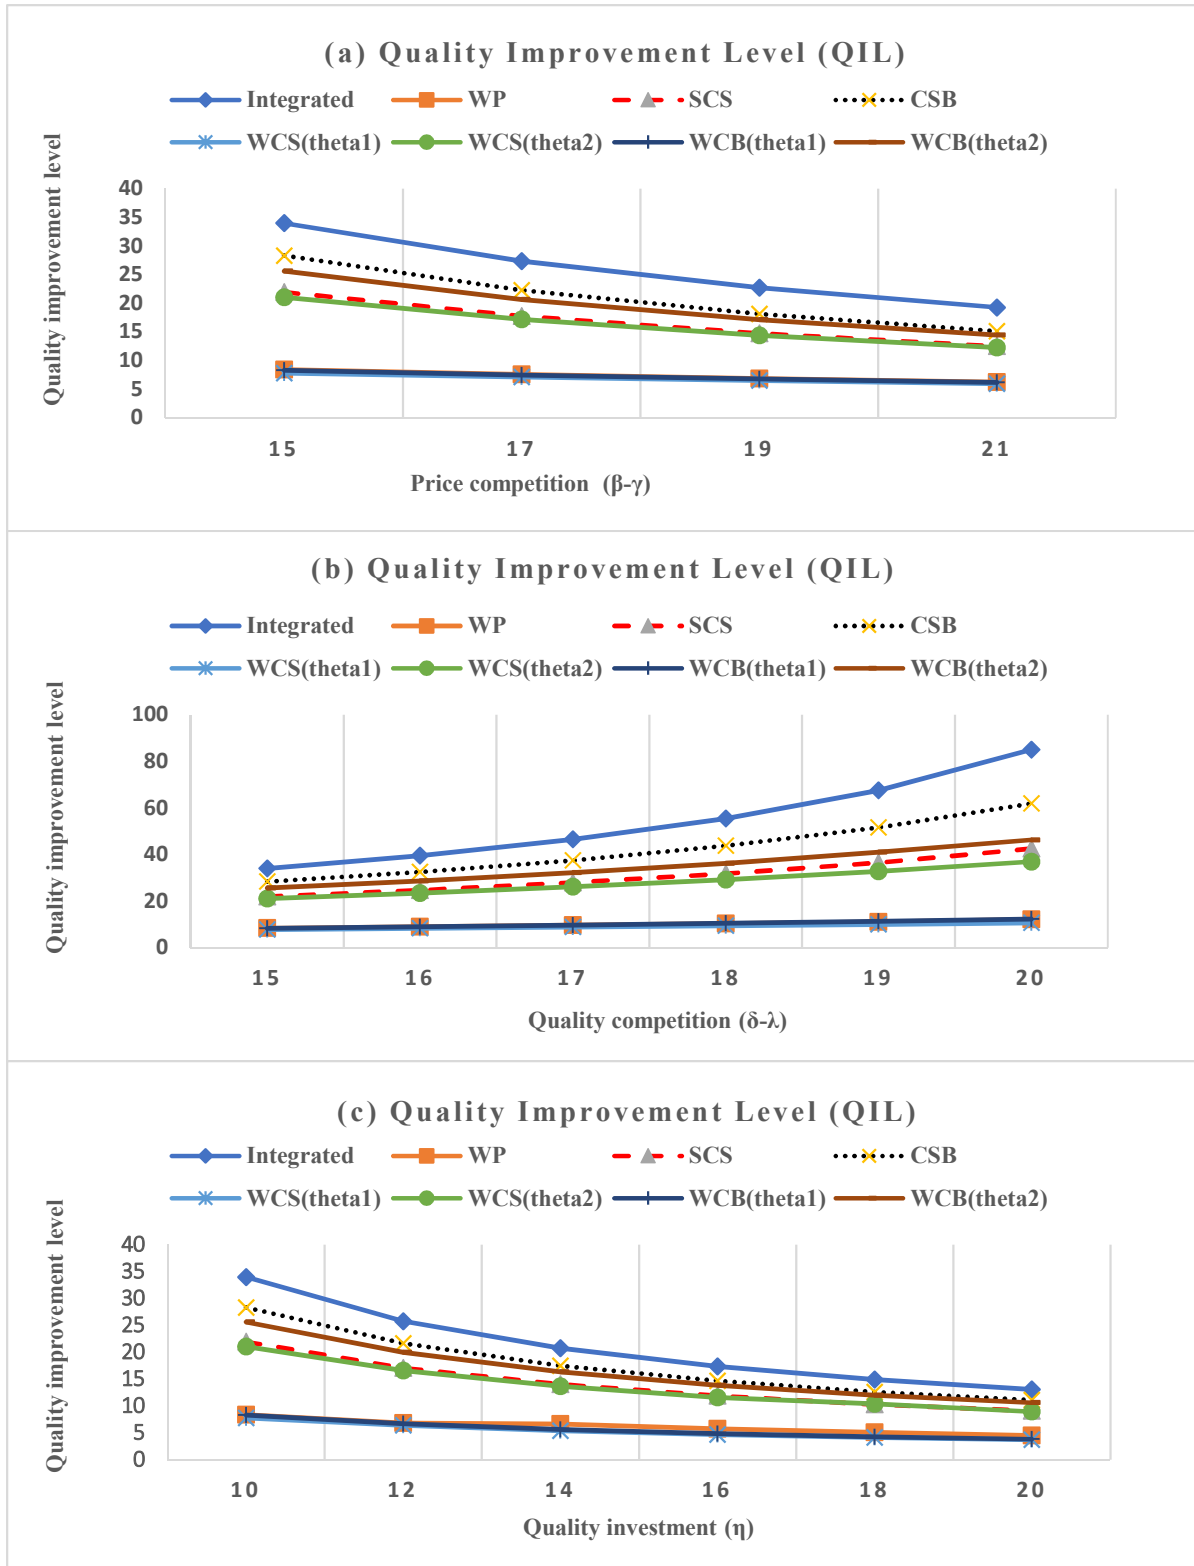 (a) Quality Improvement Level (QIL)
Integrated WP SCS CSB
WCS(theta1) WCS(theta2) WCB(theta1) WCB(theta2)
Quality improvement level
40
35
30
25
20
15
10
5
0
15 17 19 21
Price competition (β-γ)
(b) Quality Improvement Level (QIL)
Integrated WP SCS CSB
WCS(theta1) WCS(theta2) WCB(theta1) WCB(theta2)
Quality improvement level
100
80
60
40
20
0
15 16 17 18 19 20
Quality competition (δ-λ)
(c) Quality Improvement Level (QIL)
Integrated WP SCS CSB
WCS(theta1) WCS(theta2) WCB(theta1) WCB(theta2)
Quality improvement level
40
35
30
25
20
15
10
5
0
10 12 14 16 18 20
Quality investment (η)